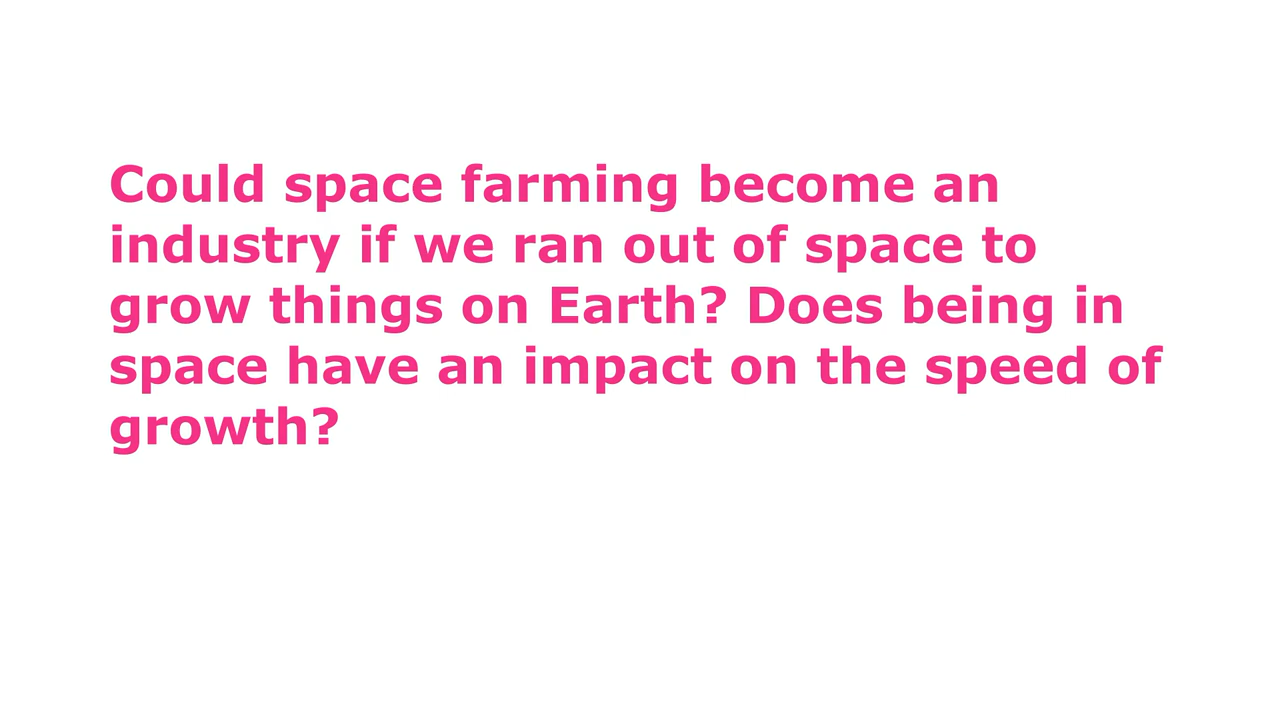 Could space farming become an
industry if we ran out of space to
grow things on Earth? Does being in
space have an impact on the speed of
growth?